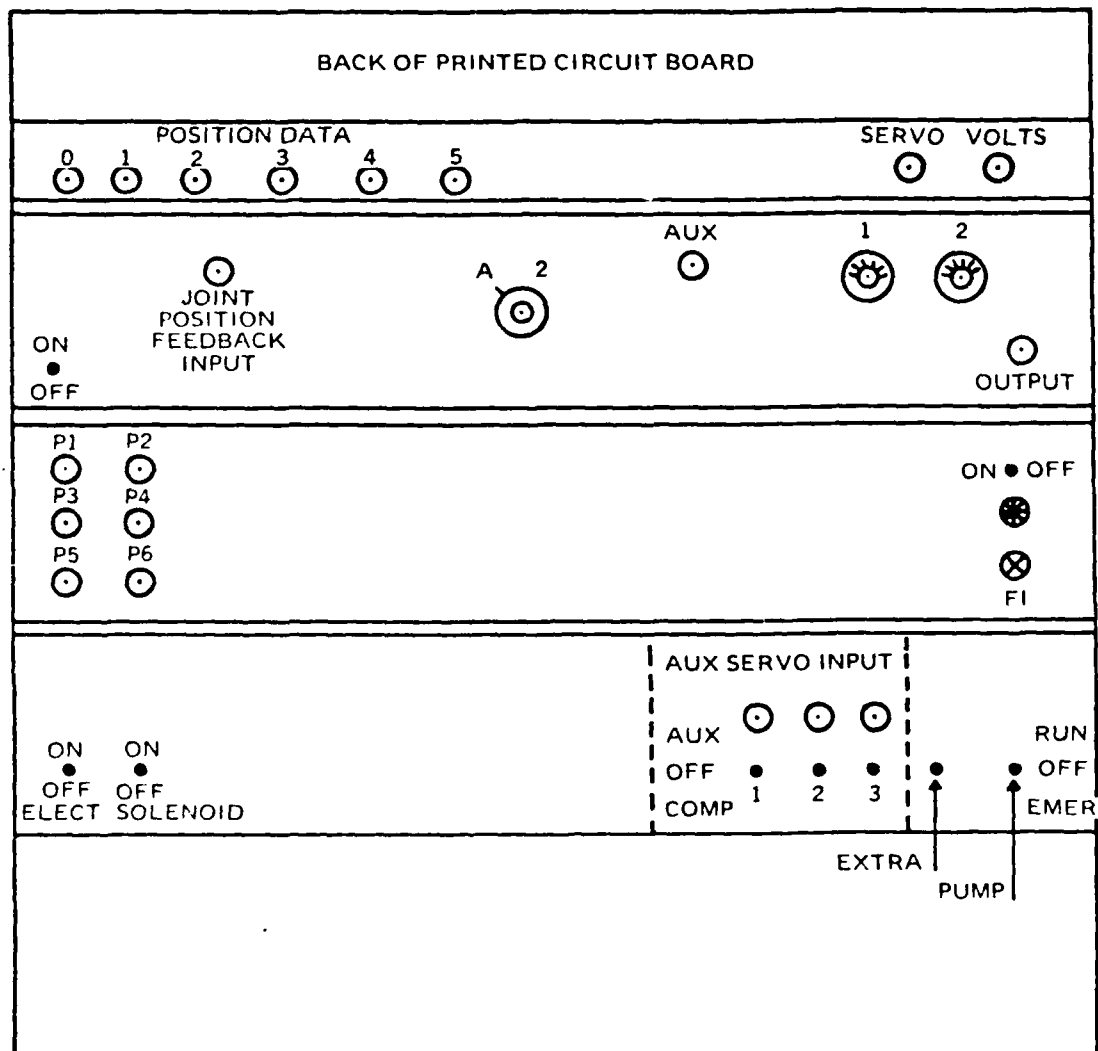 BACK OF PRINTED CIRCUIT BOARD
POSITION DATA
SERVO VOLTS
0 1 2 3 4 5
AUX 1 2
A 2
JOINT
POSITION
FEEDBACK
INPUT
ON
OFF
OUTPUT
P1 P2
ON OFF
P3 P4
P5 P6
FI
AUX SERVO INPUT
AUX
RUN
ON ON
OFF
OFF
OFF OFF
COMP 1 2 3
EMER
ELECT SOLENOID
EXTRA
PUMP